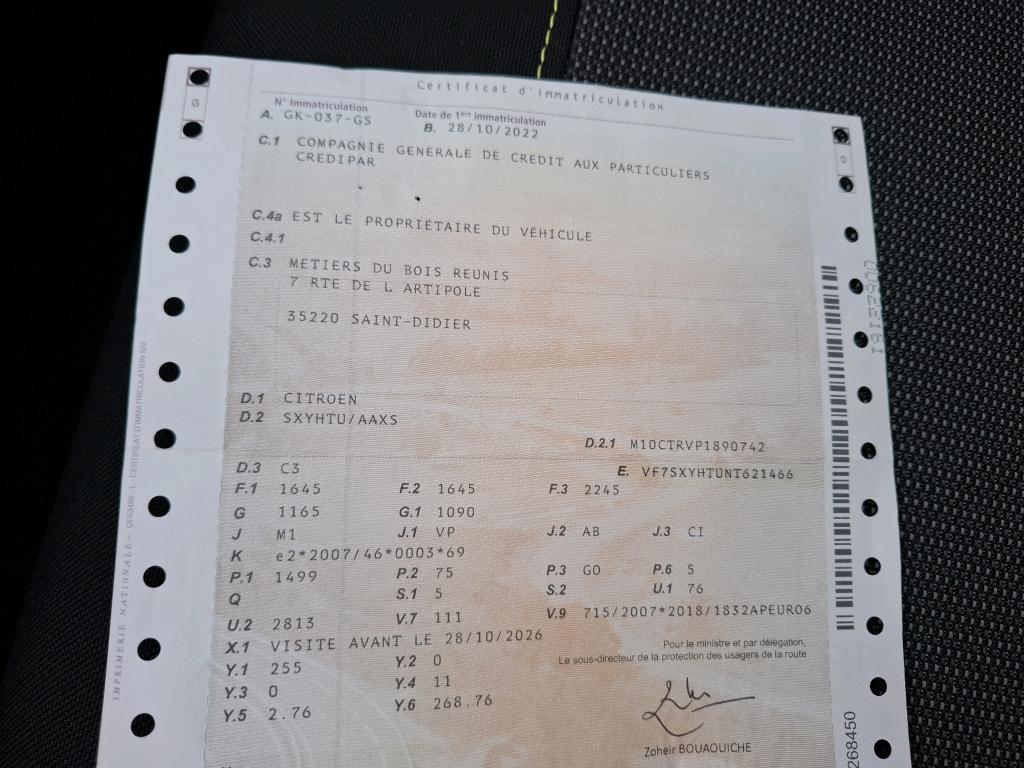 Certificat d'immatriculation
G
D
N° Immatriculation Date de 1ère immatriculation
A. GK-037-GS B. 28/10/2022
C.1 COMPAGNIE GENERALE DE CREDIT AUX PARTICULIERS
CREDIPAR
C.4a EST LE PROPRIÉTAIRE DU VÉHICULE
C.4.1
C.3 METIERS DU BOIS REUNIS
7 RTE DE L ARTIPOLE
35220 SAINT-DIDIER
D.1 CITROEN
D.2 SXYHTU/AAXS
D.2.1 M10CTRVP1890742
D.3 C3 E. VF7SXYHTUNT621466
F.1 1645 F.2 1645 F.3 2245
G 1165 G.1 1090
J M1 J.1 VP J.2 AB J.3 CI
K e2*2007/46*0003*69
P.1 1499 P.2 75 P.3 GO P.6 5
Q S.1 5 S.2 U.1 76
U.2 2813 V.7 111 V.9 715/2007*2018/1832APEURO6
X.1 VISITE AVANT LE 28/10/2026
Y.1 255 Y.2 0
Y.3 0 Y.4 11
Y.5 2.76 Y.6 268.76
Pour le ministre et par délégation,
Le sous-directeur de la protection des usagers de la route
Zoheir BOUAOUICHE
IMPRIMERIE NATIONALE - CERTIFICAT D'IMMATRICULATION SIV
268450